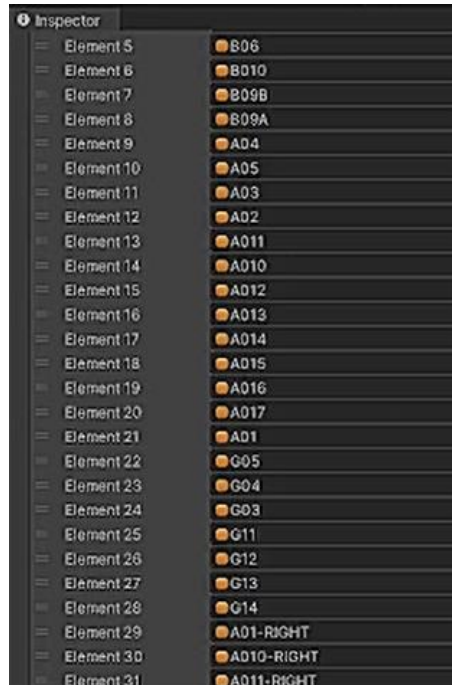 Inspector
Element 5 B06
Element 6 B010
Element 7 B09B
Element 8 B09A
Element 9 A04
Element 10 A05
Element 11 A03
Element 12 A02
Element 13 A011
Element 14 A010
Element 15 A012
Element 16 A013
Element 17 A014
Element 18 A015
Element 19 A016
Element 20 A017
Element 21 A01
Element 22 G05
Element 23 G04
Element 24 G03
Element 25 G11
Element 26 G12
Element 27 G13
Element 28 G14
Element 29 A01-RIGHT
Element 30 A010-RIGHT
Element 31 A011-RIGHT